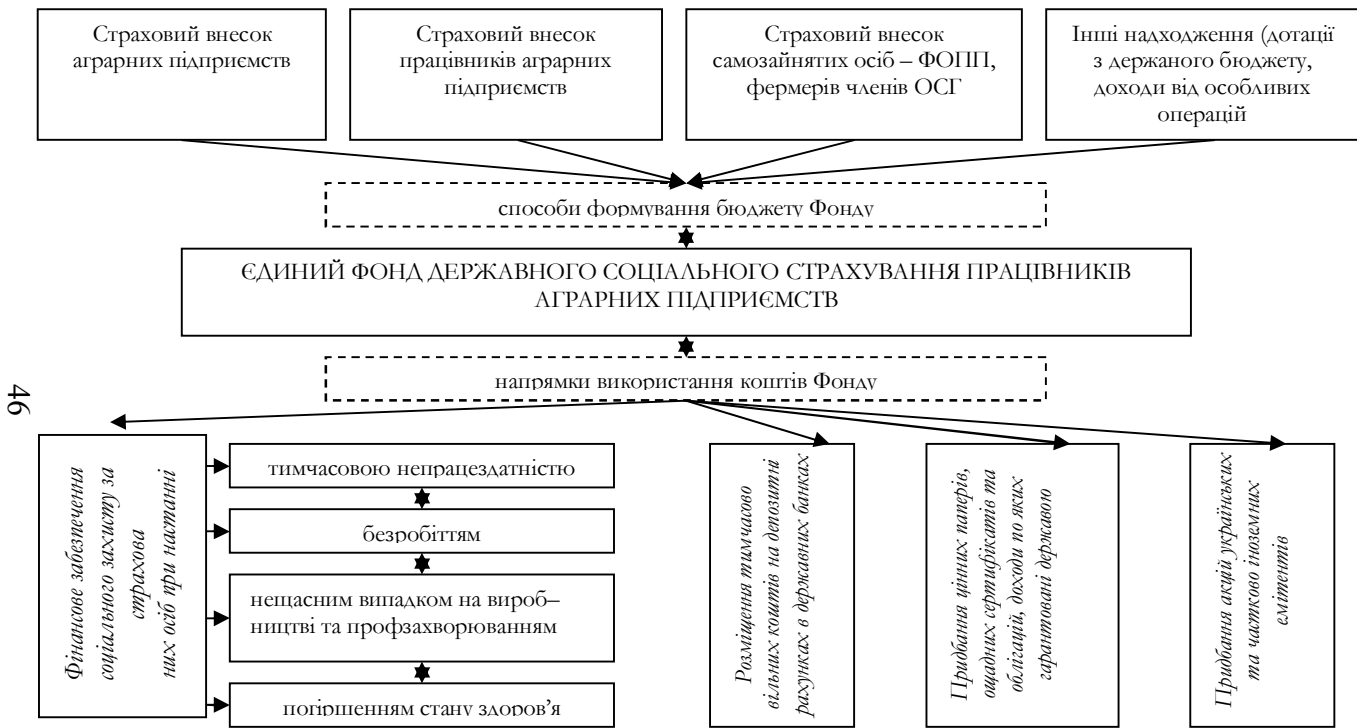 Страховий внесок
аграрних підприємств
Страховий внесок
працівників аграрних
підприємств
Страховий внесок
самозайнятих осіб – ФОПП,
фермерів членів ОСГ
Інші надходження (дотації
з держаного бюджету,
доходи від особливих
операцій
способи формування бюджету Фонду
ЄДИНИЙ ФОНД ДЕРЖАВНОГО СОЦІАЛЬНОГО СТРАХУВАННЯ ПРАЦІВНИКІВ
АГРАРНИХ ПІДПРИЄМСТВ
напрямки використання коштів Фонду
46
Фінансове забезпечення
соціального захисту за
страхова
них осіб при настанні
тимчасовою непрацездатністю
безробіттям
нещасним випадком на вироб–
ництві та профзахворюванням
погіршенням стану здоров'я
Розміщення тимчасово
вільних коштів на депозитні
рахунках в державних банках
Придбання цінних паперів,
ощадних сертифікатів та
облігацій, доходи по яких
гарантовані державою
Придбання акцій українських
та частково іноземних
емітентів